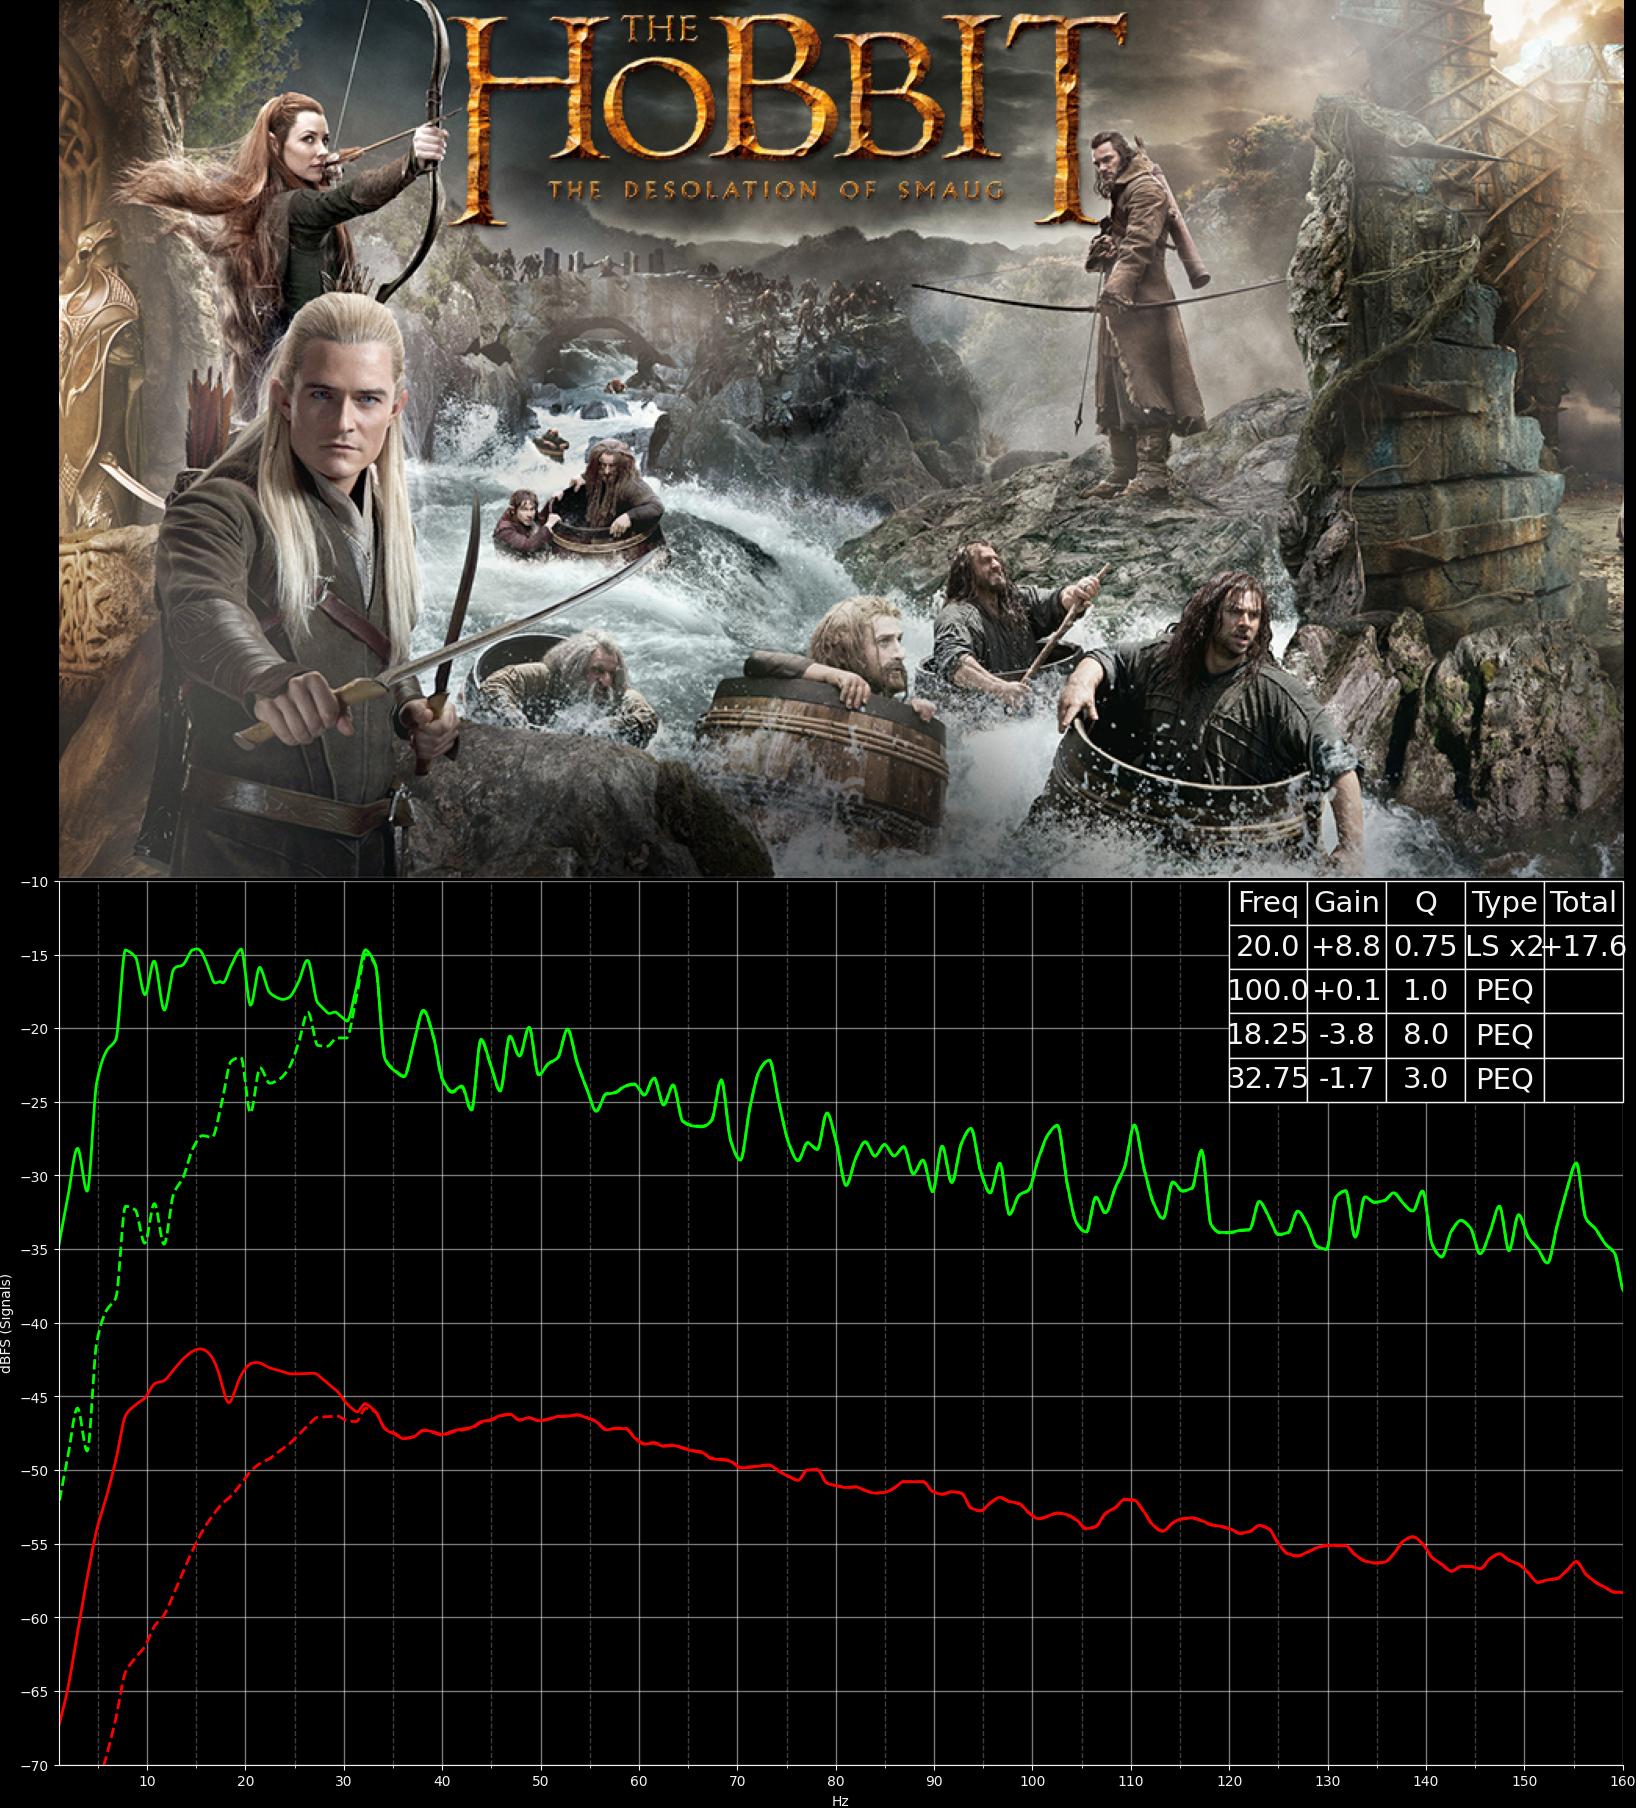 THE
HOBBIT
THE DESOLATION OF SMAUG
Freq Gain Q Type Total
20.0 +8.8 0.75 LS x2 +17.6
100.0 +0.1 1.0 PEQ
18.25 -3.8 8.0 PEQ
32.75 -1.7 3.0 PEQ
−10
−15
−20
−25
−30
−35
−40
−45
−50
−55
−60
−65
−70
dBFS (Signals)
10 20 30 40 50 60 70 80 90 100 110 120 130 140 150 160
Hz